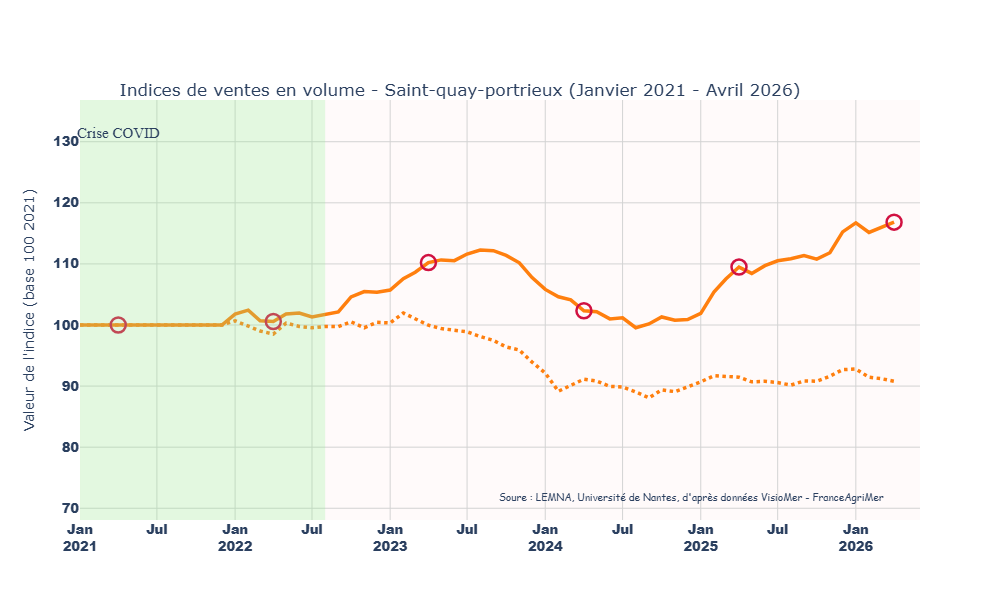 Indices de ventes en volume - Saint-quay-portrieux (Janvier 2021 - Avril 2026)
Crise COVID
Valeur de l'indice (base 100 2021)
130
120
110
100
90
80
70
Soure : LEMNA, Université de Nantes, d'après données VisioMer - FranceAgriMer
Jan Jul Jan Jul Jan Jul Jan Jul Jan Jul Jan
2021 2022 2023 2024 2025 2026